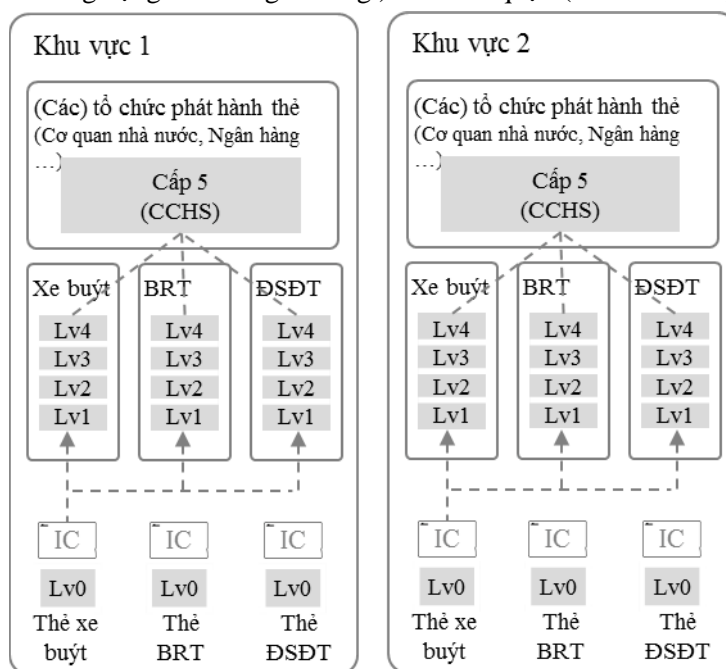 Khu vực 1
(Các) tổ chức phát hành thẻ
(Cơ quan nhà nước, Ngân hàng
…)
Cấp 5
(CCHS)
Xe buýt
BRT
ĐSĐT
Lv4
Lv4
Lv4
Lv3
Lv3
Lv3
Lv2
Lv2
Lv2
Lv1
Lv1
Lv1
IC
IC
IC
Lv0
Lv0
Lv0
Thẻ xe
buýt
Thẻ
BRT
Thẻ
ĐSĐT
Khu vực 2
(Các) tổ chức phát hành thẻ
(Cơ quan nhà nước, Ngân hàng
…)
Cấp 5
(CCHS)
Xe buýt
BRT
ĐSĐT
Lv4
Lv4
Lv4
Lv3
Lv3
Lv3
Lv2
Lv2
Lv2
Lv1
Lv1
Lv1
IC
IC
IC
Lv0
Lv0
Lv0
Thẻ xe
buýt
Thẻ
BRT
Thẻ
ĐSĐT